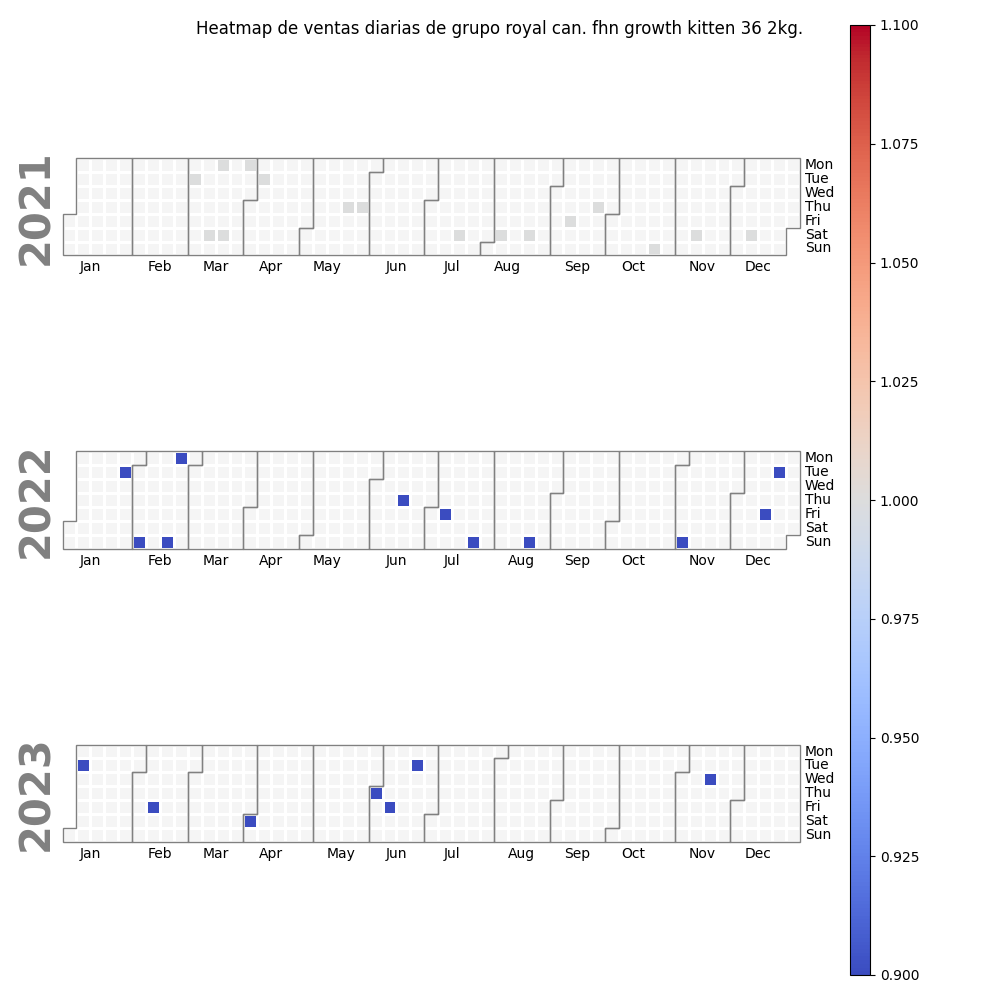 Heatmap de ventas diarias de grupo royal can. fhn growth kitten 36 2kg.
2021
Mon
Tue
Wed
Thu
Fri
Sat
Sun
Jan Feb Mar Apr May Jun Jul Aug Sep Oct Nov Dec
2022
Mon
Tue
Wed
Thu
Fri
Sat
Sun
Jan Feb Mar Apr May Jun Jul Aug Sep Oct Nov Dec
2023
Mon
Tue
Wed
Thu
Fri
Sat
Sun
Jan Feb Mar Apr May Jun Jul Aug Sep Oct Nov Dec
1.100
1.075
1.050
1.025
1.000
0.975
0.950
0.925
0.900